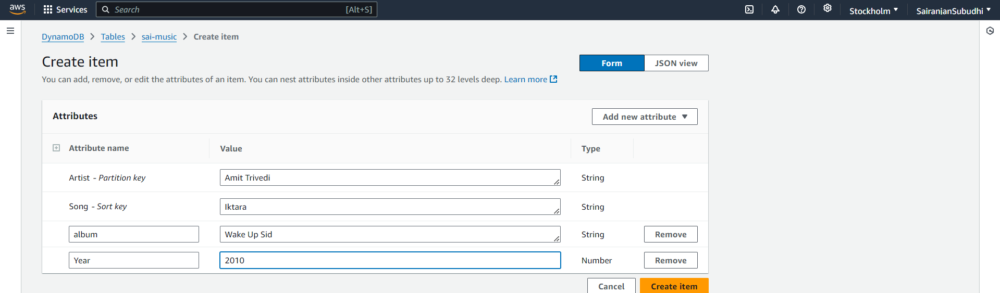 aws Services Search [Alt+S] Stockholm SairanjanSubudhi
DynamoDB Tables sai-music Create item
Create item Form JSON view
You can add, remove, or edit the attributes of an item. You can nest attributes inside other attributes up to 32 levels deep. Learn more
Attributes Add new attribute
Attribute name Value Type
Artist - Partition key Amit Trivedi String
Song - Sort key Iktara String
album Wake Up Sid String Remove
Year 2010 Number Remove
Cancel Create item